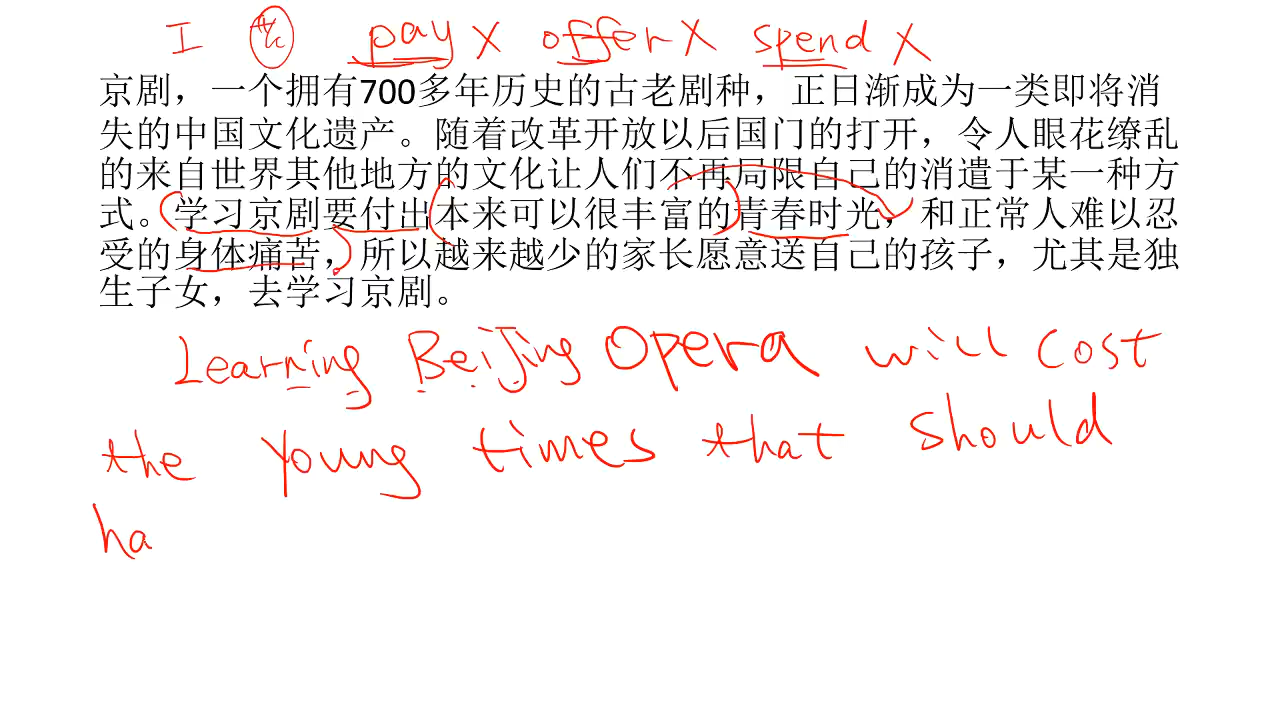 I pay X offer X spend X
京剧，一个拥有700多年历史的古老剧种，正日渐成为一类即将消
失的中国文化遗产。随着改革开放以后国门的打开，令人眼花缭乱
的来自世界其他地方的文化让人们不再局限自己的消遣于某一种方
式。学习京剧要付出本来可以很丰富的青春时光，和正常人难以忍
受的身体痛苦，所以越来越少的家长愿意送自己的孩子，尤其是独
生子女，去学习京剧。
Learning BeiJing Opera will cost
the young times that should
ha